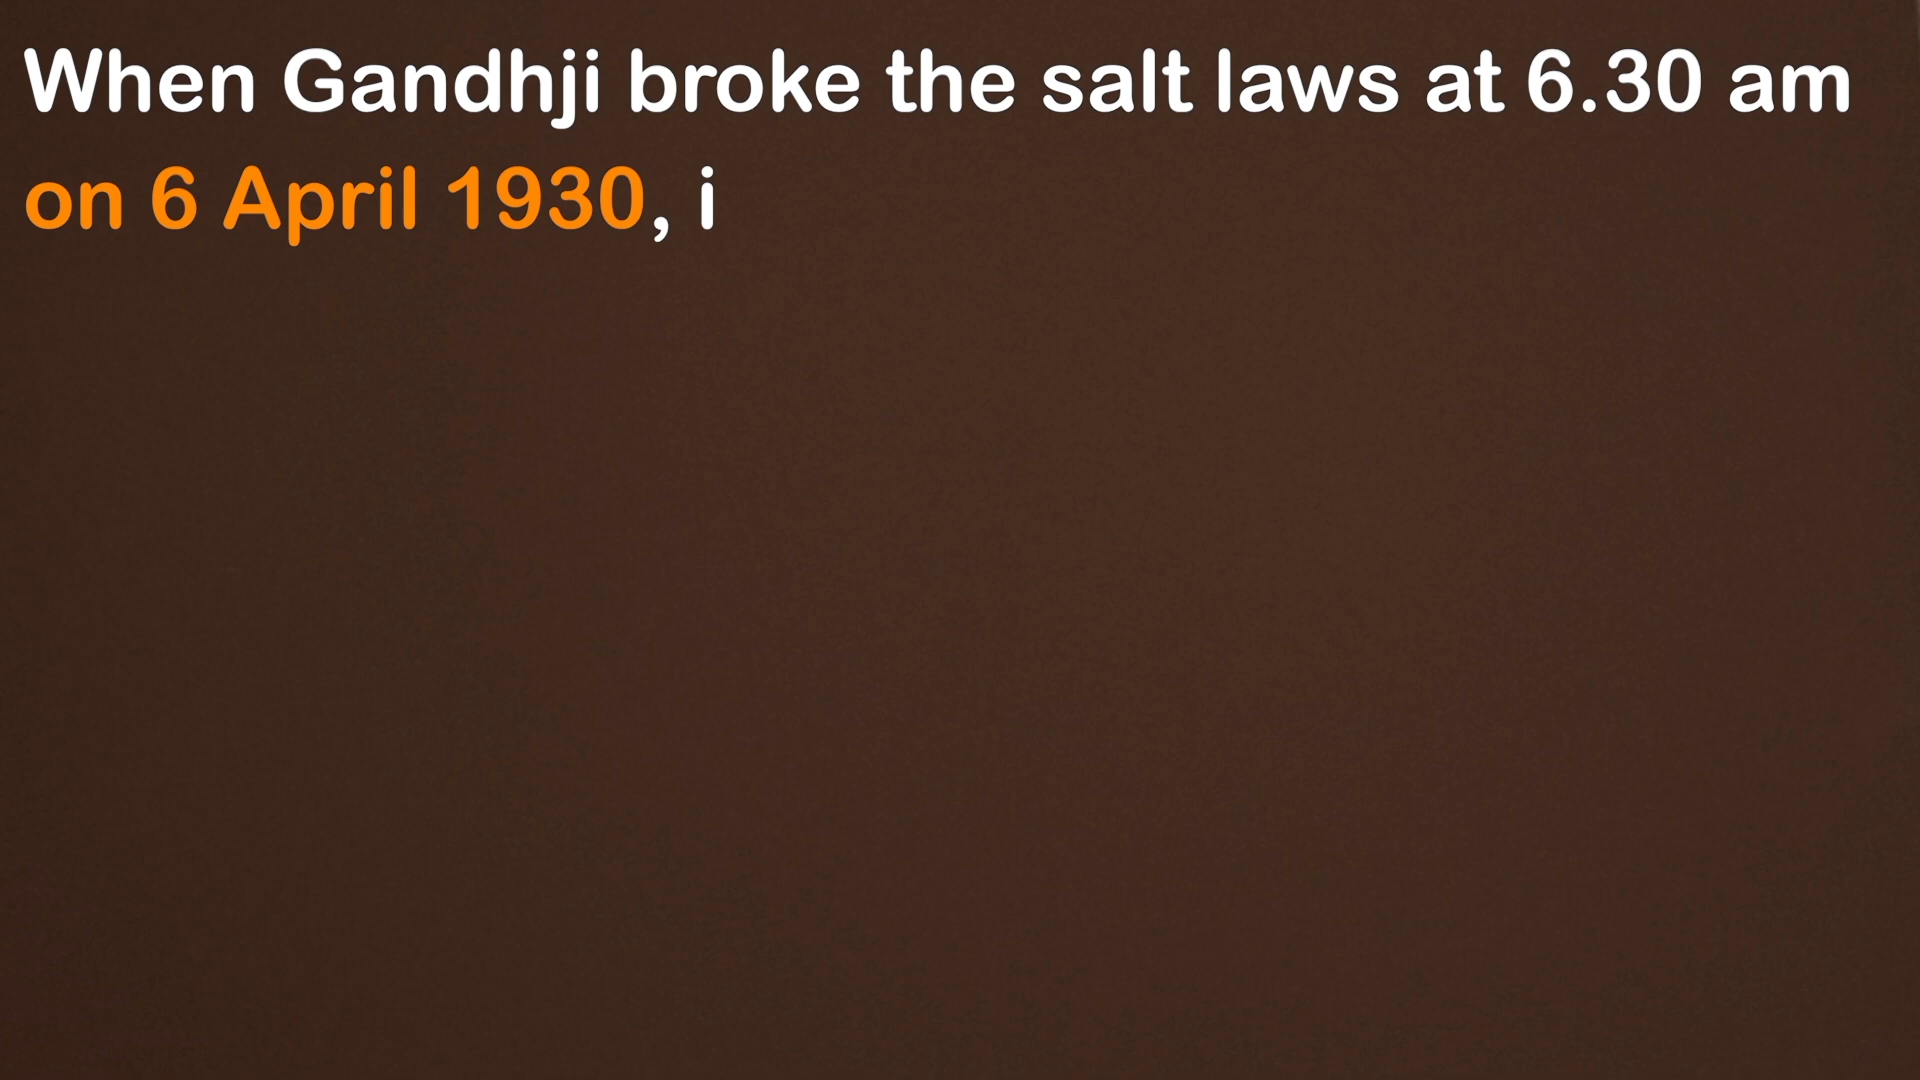 When Gandhji broke the salt laws at 6.30 am
on 6 April 1930, i